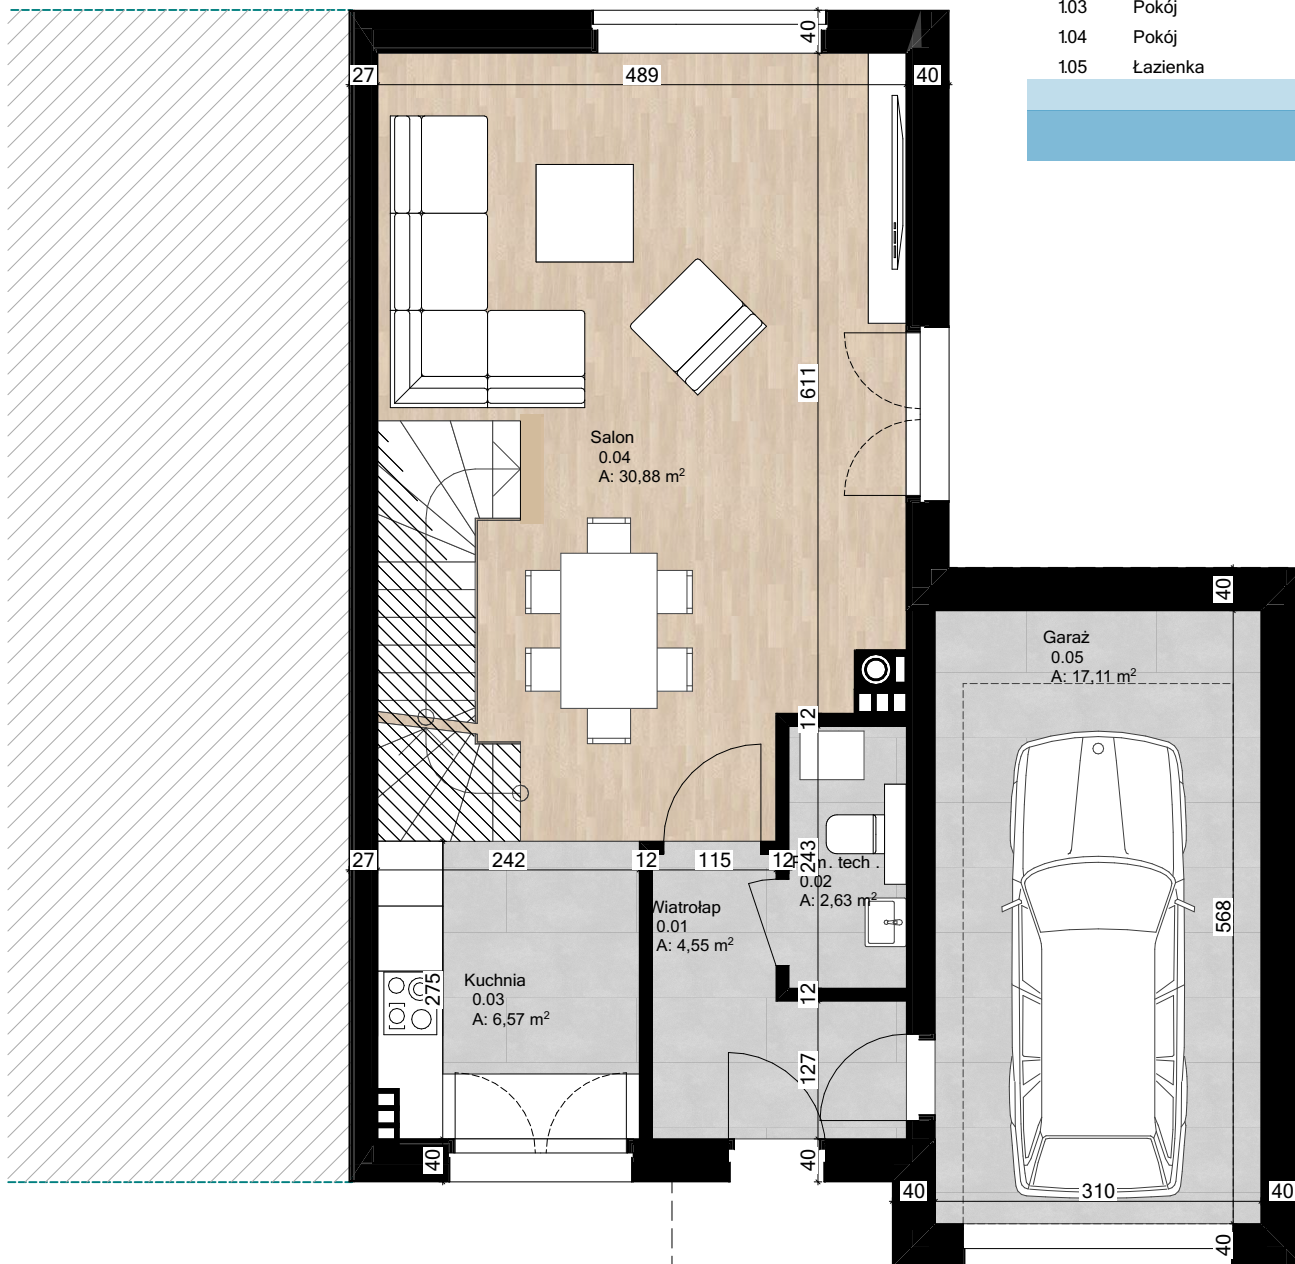 1.03 Pokój
1.04 Pokój
1.05 Łazienka
40
27 489 40
611
Salon
0.04
A: 30,88 m²
40
Garaż
0.05
A: 17,11 m²
12
27 242 12 115 12
243
tech .
0.02
A: 2,63 m²
Wiatrołap
0.01
A: 4,55 m²
568
Kuchnia
0.03
A: 6,57 m²
275
12
127
40 40
40 310 40
40